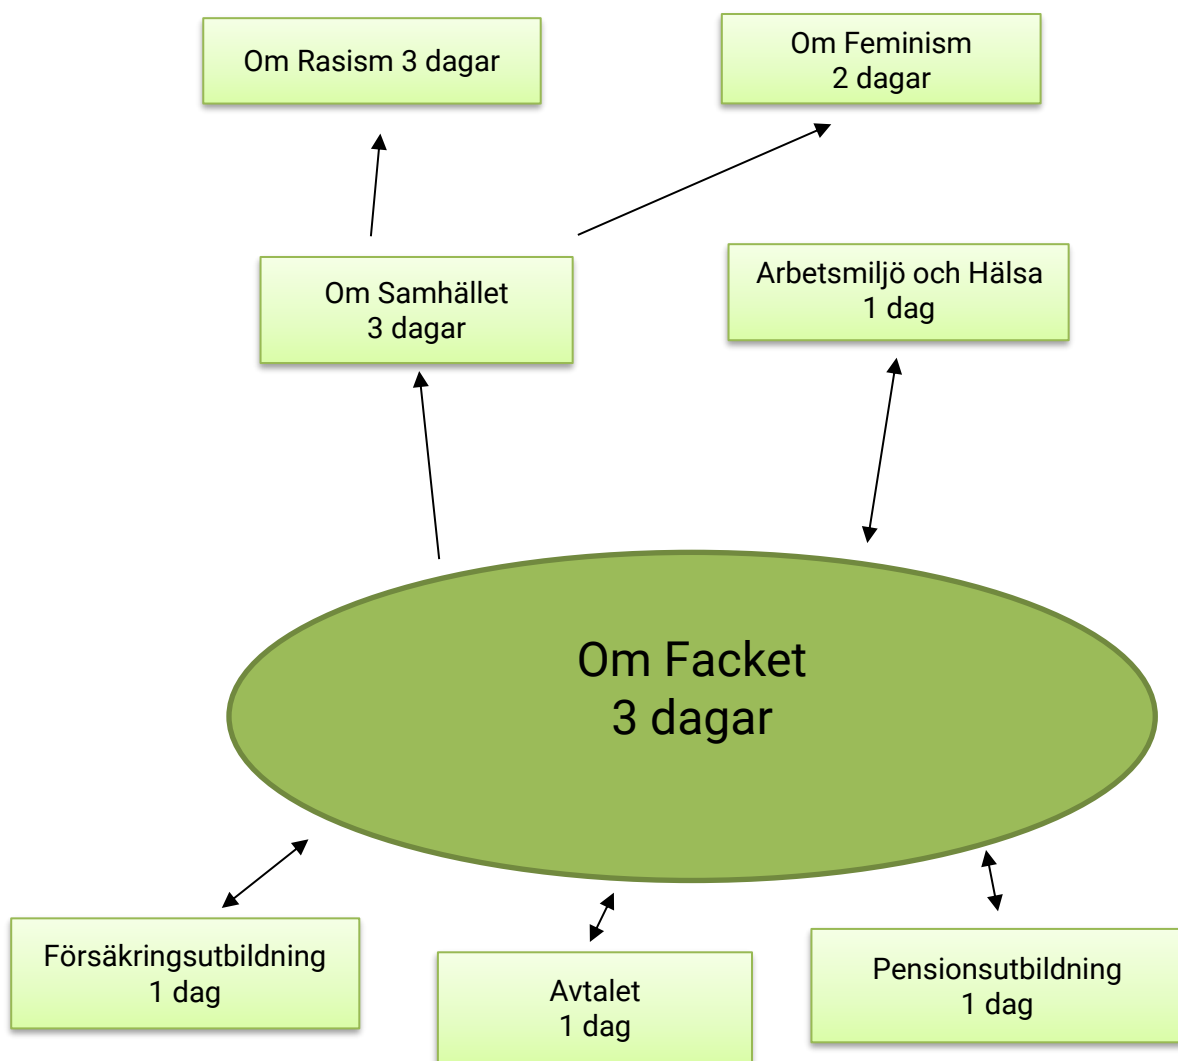 Om Rasism 3 dagar
Om Feminism
2 dagar
Om Samhället
3 dagar
Arbetsmiljö och Hälsa
1 dag
Om Facket
3 dagar
Försäkringsutbildning
1 dag
Avtalet
1 dag
Pensionsutbildning
1 dag